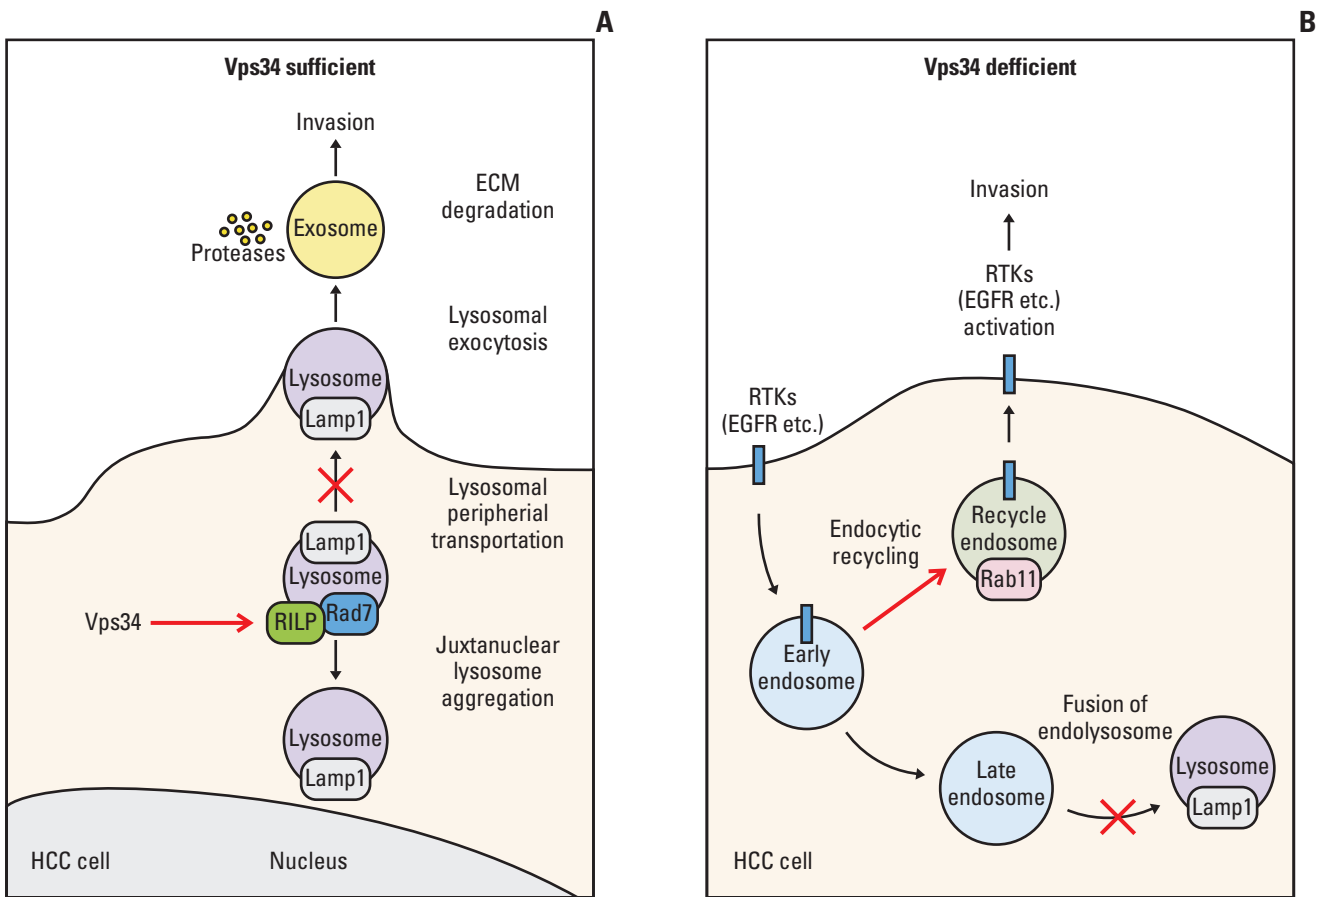 A
Vps34 sufficient
Invasion
ECM
degradation
Exosome
Proteases
Lysosomal
exocytosis
Lysosome
Lamp1
Lysosomal
peripherial
transportation
Lamp1
Lysosome
Vps34
RILP
Rad7
Juxtanuclear
lysosome
aggregation
Lysosome
Lamp1
HCC cell
Nucleus
B
Vps34 defficient
Invasion
RTKs
(EGFR etc.)
activation
RTKs
(EGFR etc.)
Endocytic
recycling
Recycle
endosome
Rab11
Early
endosome
Fusion of
endolysosome
Late
endosome
Lysosome
Lamp1
HCC cell